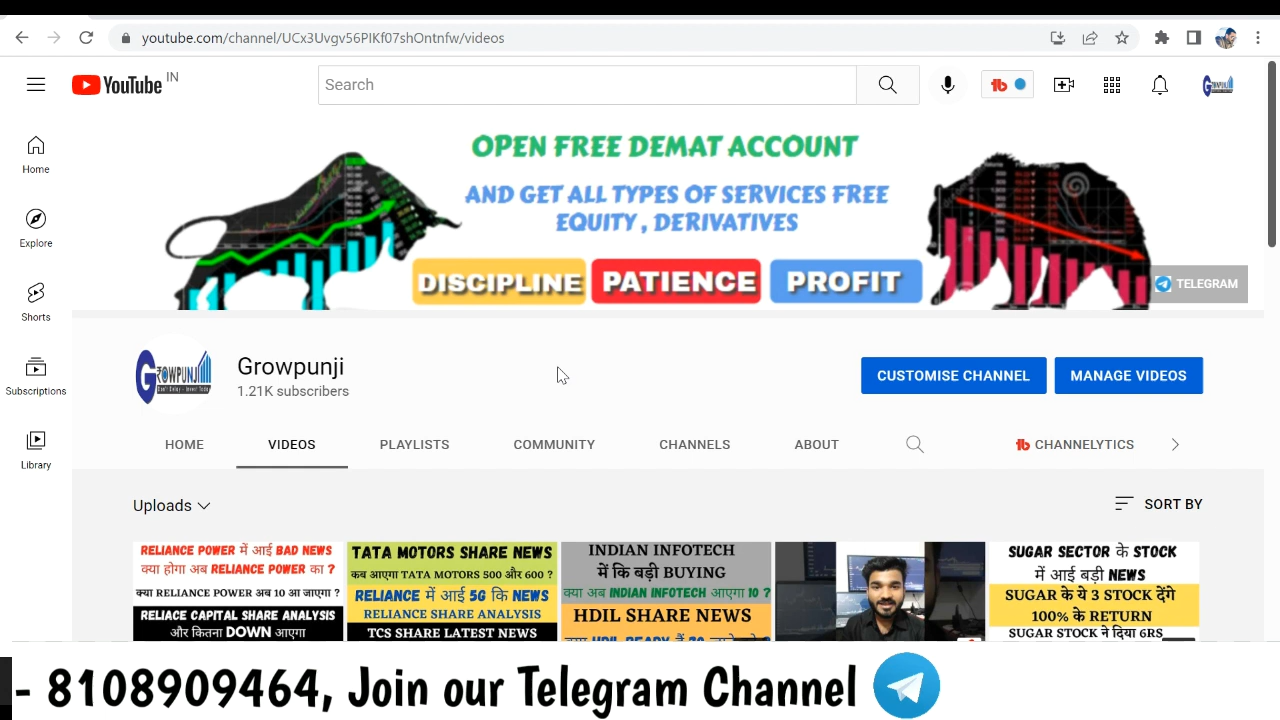 youtube.com/channel/UCx3Uvgv56PIKf07shOntnfw/videos
YouTube IN
Search
OPEN FREE DEMAT ACCOUNT
AND GET ALL TYPES OF SERVICES FREE
EQUITY , DERIVATIVES
DISCIPLINE PATIENCE PROFIT
TELEGRAM
Home
Explore
Shorts
Subscriptions
Library
GROWPUNJI
Growpunji
1.21K subscribers
CUSTOMISE CHANNEL
MANAGE VIDEOS
HOME VIDEOS PLAYLISTS COMMUNITY CHANNELS ABOUT CHANNELYTICS
Uploads
SORT BY
RELIANCE POWER में आई BAD NEWS
क्या होगा अब RELIANCE POWER का ?
क्या RELIANCE POWER अब 10 आ जाएगा ?
RELIACE CAPITAL SHARE ANALYSIS
और कितना DOWN आएगा
TATA MOTORS SHARE NEWS
कब आएगा TATA MOTORS 500 और 600 ?
RELIANCE में आई 5G कि NEWS
RELIANCE SHARE ANALYSIS
TCS SHARE LATEST NEWS
INDIAN INFOTECH
में कि बड़ी BUYING
क्या अब INDIAN INFOTECH आएगा 10 ?
HDIL SHARE NEWS
SUGAR SECTOR के STOCK
में आई बड़ी NEWS
SUGAR के ये 3 STOCK देंगे
100% के RETURN
SUGAR STOCK ने दिया 6RS
- 8108909464, Join our Telegram Channel